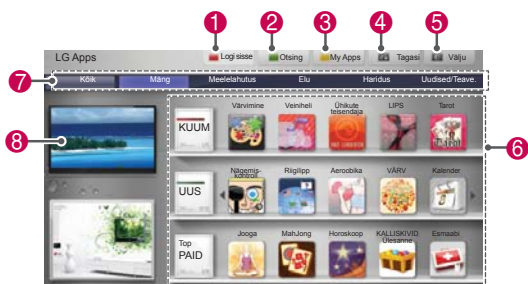 1 2 3 4 5
LG Apps Logi sisse Otsing My Apps Tagasi Välju
7 Kõik Mäng Meelelahutus Elu Haridus Uudised/Teave.
8
6
Värvimine Veiniheli Ühikute teisendaja LIPS Tarot
KUUM
Nägemis-kontroll Riigilipp Aeroobika VÄRV Kalender
UUS
Jooga MahJong Horoskoop KALLISKIVID Ülesanne Esmaabi
Top
PAID